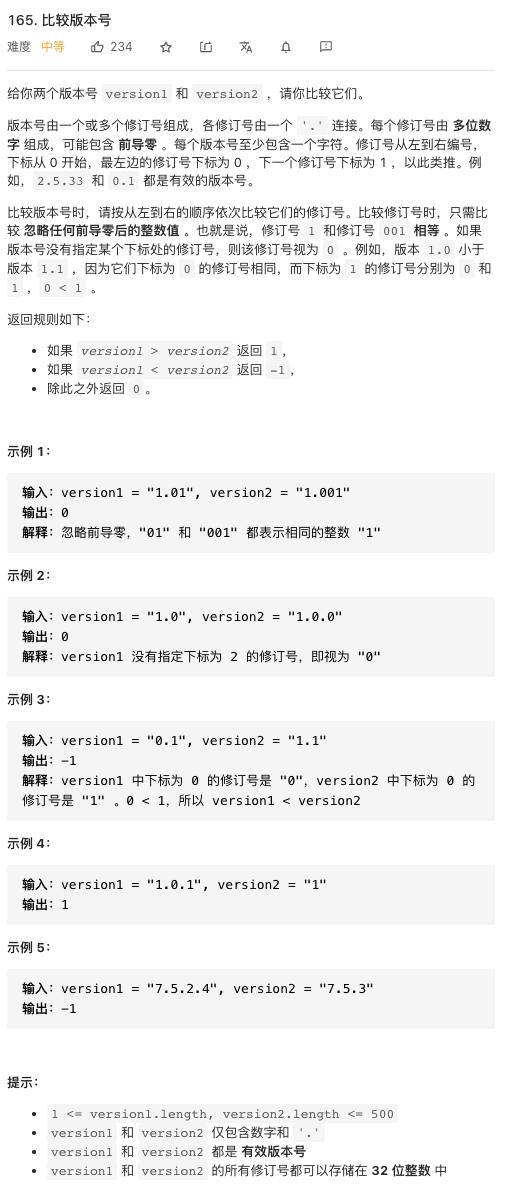 165. 比较版本号
难度 中等 234
给你两个版本号 version1 和 version2 ，请你比较它们。
版本号由一个或多个修订号组成，各修订号由一个 '.' 连接。每个修订号由 多位数
字 组成，可能包含 前导零 。每个版本号至少包含一个字符。修订号从左到右编号，
下标从 0 开始，最左边的修订号下标为 0 ，下一个修订号下标为 1 ，以此类推。例
如，2.5.33 和 0.1 都是有效的版本号。
比较版本号时，请按从左到右的顺序依次比较它们的修订号。比较修订号时，只需比
较 忽略任何前导零后的整数值 。也就是说，修订号 1 和修订号 001 相等 。如果
版本号没有指定某个下标处的修订号，则该修订号视为 0 。例如，版本 1.0 小于
版本 1.1 ，因为它们下标为 0 的修订号相同，而下标为 1 的修订号分别为 0 和
1 ，0 < 1 。
返回规则如下：
• 如果 version1 > version2 返回 1，
• 如果 version1 < version2 返回 -1，
• 除此之外返回 0。
示例 1：
输入：version1 = "1.01", version2 = "1.001"
输出：0
解释：忽略前导零，"01" 和 "001" 都表示相同的整数 "1"
示例 2：
输入：version1 = "1.0", version2 = "1.0.0"
输出：0
解释：version1 没有指定下标为 2 的修订号，即视为 "0"
示例 3：
输入：version1 = "0.1", version2 = "1.1"
输出：-1
解释：version1 中下标为 0 的修订号是 "0"，version2 中下标为 0 的
修订号是 "1" 。0 < 1，所以 version1 < version2
示例 4：
输入：version1 = "1.0.1", version2 = "1"
输出：1
示例 5：
输入：version1 = "7.5.2.4", version2 = "7.5.3"
输出：-1
提示：
• 1 <= version1.length, version2.length <= 500
• version1 和 version2 仅包含数字和 '.'
• version1 和 version2 都是 有效版本号
• version1 和 version2 的所有修订号都可以存储在 32 位整数 中